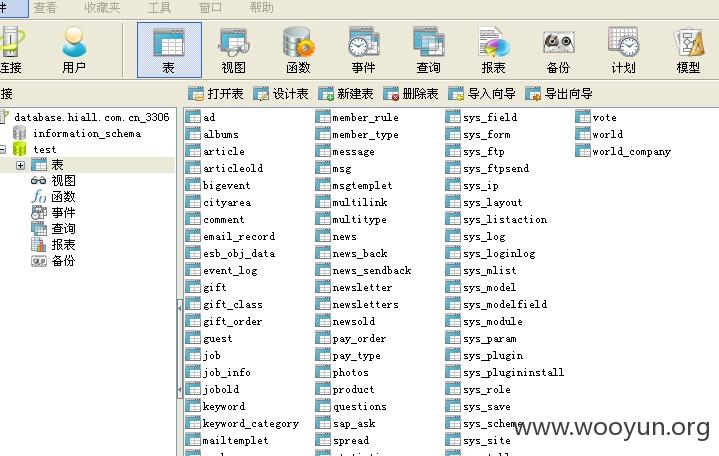 件 查看 收藏夹 工具 窗口 帮助
连接 用户 表 视图 函数 事件 查询 报表 备份 计划 模型
接 打开表 设计表 新建表 删除表 导入向导 导出向导
database.hiall.com.cn_3306
information_schema
test
表
视图
函数
事件
查询
报表
备份
ad
albums
article
articleold
bigevent
cityarea
comment
email_record
esb_obj_data
event_log
gift
gift_class
gift_order
guest
job
job_info
jobold
keyword
keyword_category
mailtemplet
member_rule
member_type
message
msg
msgtemplet
multilink
multitype
news
news_back
news_sendback
newsletter
newsletters
newsold
pay_order
pay_type
photos
product
questions
sap_ask
spread
sys_field
sys_form
sys_ftp
sys_ftpsend
sys_ip
sys_layout
sys_listaction
sys_log
sys_loginlog
sys_mlist
sys_model
sys_modelfield
sys_module
sys_param
sys_plugin
sys_plugininstall
sys_role
sys_save
sys_scheme
sys_site
vote
world
world_company
www.wooyun.org